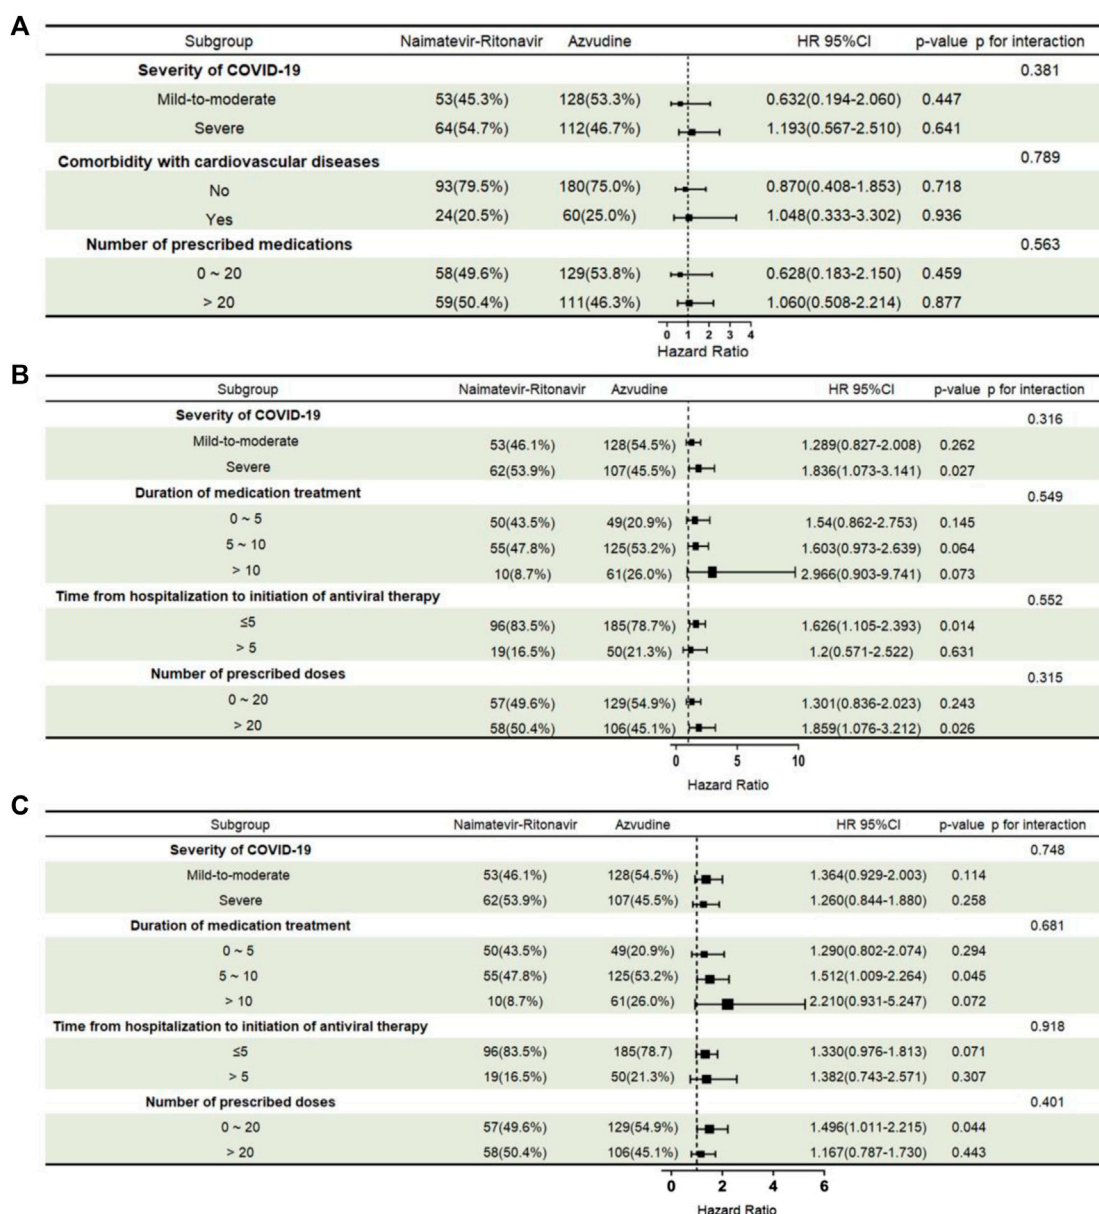 A
Subgroup Naimatevir-Ritonavir Azvudine HR 95%CI p-value p for interaction
Severity of COVID-19 0.381
Mild-to-moderate 53(45.3%) 128(53.3%) 0.632(0.194-2.060) 0.447
Severe 64(54.7%) 112(46.7%) 1.193(0.567-2.510) 0.641
Comorbidity with cardiovascular diseases 0.789
No 93(79.5%) 180(75.0%) 0.870(0.408-1.853) 0.718
Yes 24(20.5%) 60(25.0%) 1.048(0.333-3.302) 0.936
Number of prescribed medications 0.563
0 ~ 20 58(49.6%) 129(53.8%) 0.628(0.183-2.150) 0.459
> 20 59(50.4%) 111(46.3%) 1.060(0.508-2.214) 0.877
0 1 2 3 4
Hazard Ratio
B
Subgroup Naimatevir-Ritonavir Azvudine HR 95%CI p-value p for interaction
Severity of COVID-19 0.316
Mild-to-moderate 53(46.1%) 128(54.5%) 1.289(0.827-2.008) 0.262
Severe 62(53.9%) 107(45.5%) 1.836(1.073-3.141) 0.027
Duration of medication treatment 0.549
0 ~ 5 50(43.5%) 49(20.9%) 1.54(0.862-2.753) 0.145
5 ~ 10 55(47.8%) 125(53.2%) 1.603(0.973-2.639) 0.064
> 10 10(8.7%) 61(26.0%) 2.966(0.903-9.741) 0.073
Time from hospitalization to initiation of antiviral therapy 0.552
≤5 96(83.5%) 185(78.7%) 1.626(1.105-2.393) 0.014
> 5 19(16.5%) 50(21.3%) 1.2(0.571-2.522) 0.631
Number of prescribed doses 0.315
0 ~ 20 57(49.6%) 129(54.9%) 1.301(0.836-2.023) 0.243
> 20 58(50.4%) 106(45.1%) 1.859(1.076-3.212) 0.026
0 5 10
Hazard Ratio
C
Subgroup Naimatevir-Ritonavir Azvudine HR 95%CI p-value p for interaction
Severity of COVID-19 0.748
Mild-to-moderate 53(46.1%) 128(54.5%) 1.364(0.929-2.003) 0.114
Severe 62(53.9%) 107(45.5%) 1.260(0.844-1.880) 0.258
Duration of medication treatment 0.681
0 ~ 5 50(43.5%) 49(20.9%) 1.290(0.802-2.074) 0.294
5 ~ 10 55(47.8%) 125(53.2%) 1.512(1.009-2.264) 0.045
> 10 10(8.7%) 61(26.0%) 2.210(0.931-5.247) 0.072
Time from hospitalization to initiation of antiviral therapy 0.918
≤5 96(83.5%) 185(78.7) 1.330(0.976-1.813) 0.071
> 5 19(16.5%) 50(21.3%) 1.382(0.743-2.571) 0.307
Number of prescribed doses 0.401
0 ~ 20 57(49.6%) 129(54.9%) 1.496(1.011-2.215) 0.044
> 20 58(50.4%) 106(45.1%) 1.167(0.787-1.730) 0.443
0 2 4 6
Hazard Ratio